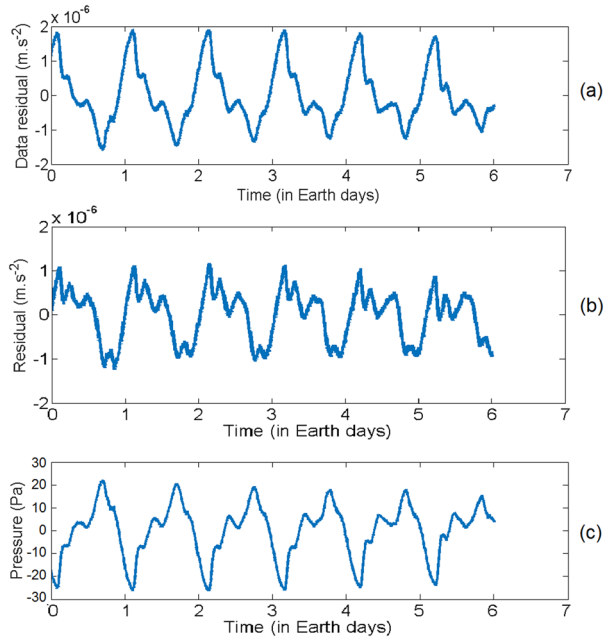 × 10-6
2
1
0
-1
-2
Data residual (m.s-2)
0 1 2 3 4 5 6 7
Time (in Earth days)
(a)
× 10-6
2
1
0
-1
-2
Residual (m.s-2)
0 1 2 3 4 5 6 7
Time (in Earth days)
(b)
30
20
10
0
-10
-20
-30
Pressure (Pa)
0 1 2 3 4 5 6 7
Time (in Earth days)
(c)